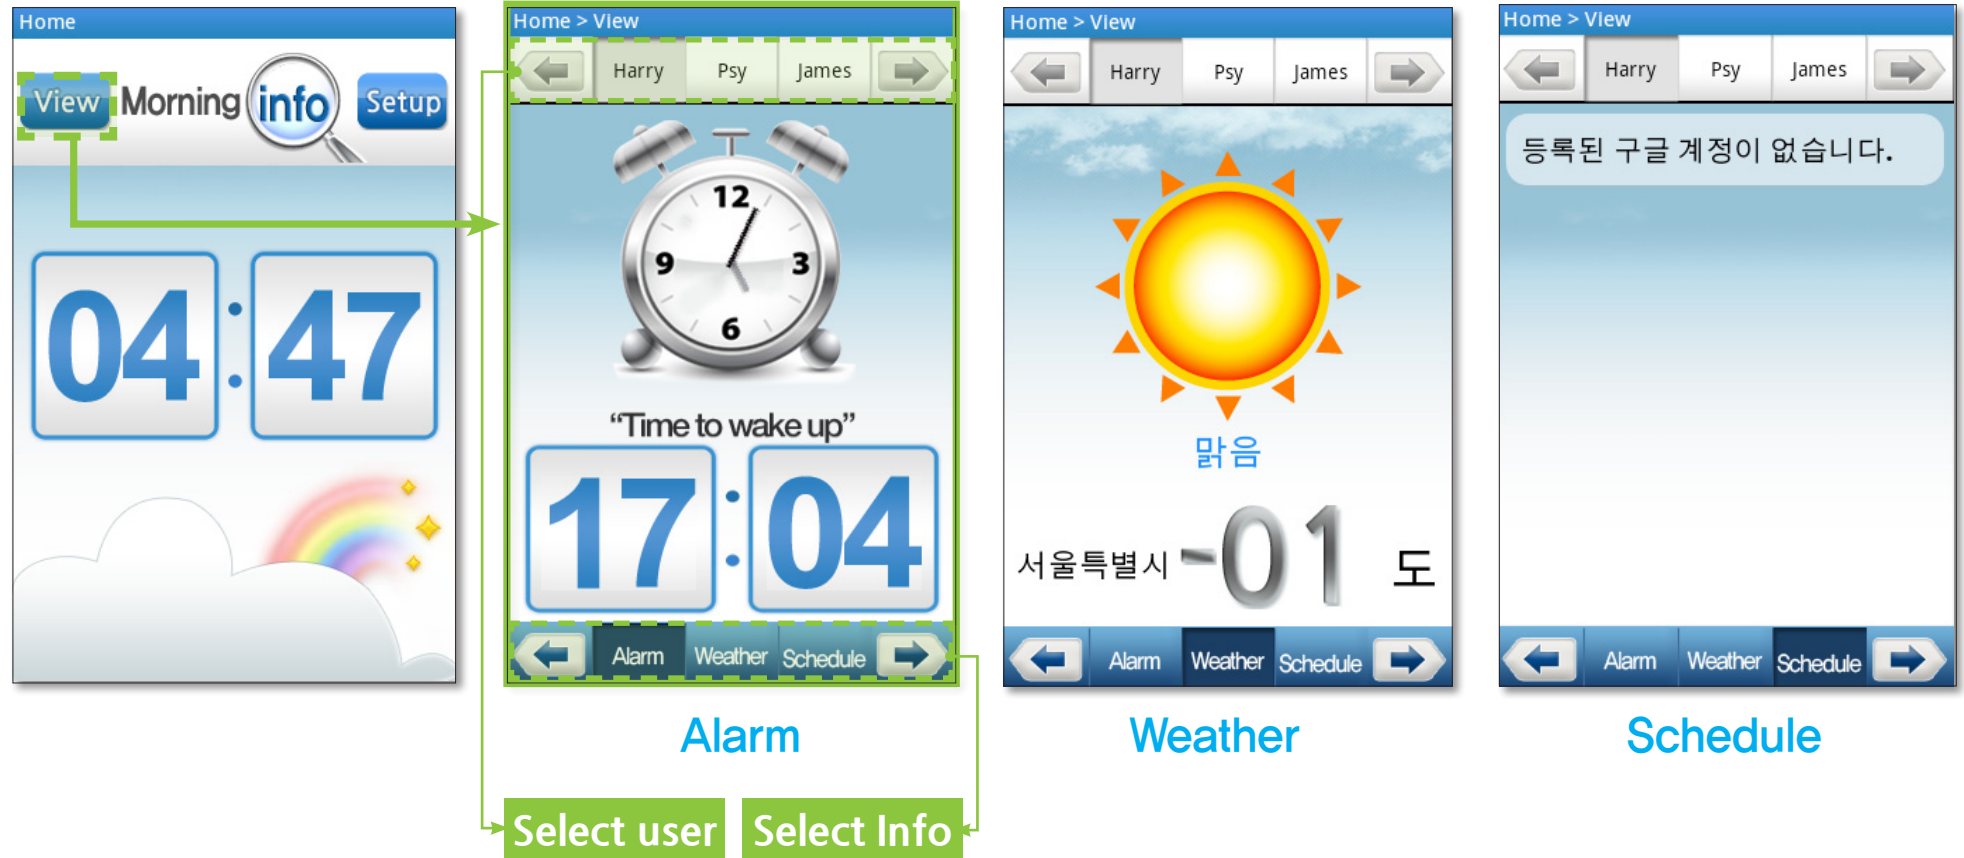 Home
View Morning info Setup
04:47
Home > View
Harry Psy James
12
9 3
6
“Time to wake up”
17:04
Alarm Weather Schedule
Alarm
Select user Select Info
Home > View
Harry Psy James
맑음
서울특별시 -01 도
Alarm Weather Schedule
Weather
Home > View
Harry Psy James
등록된 구글 계정이 없습니다.
Alarm Weather Schedule
Schedule